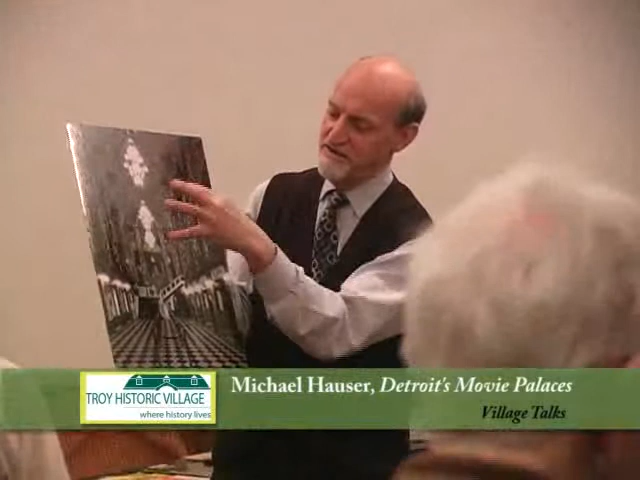 TROY HISTORIC VILLAGE
where history lives
Michael Hauser, Detroit's Movie Palaces
Village Talks